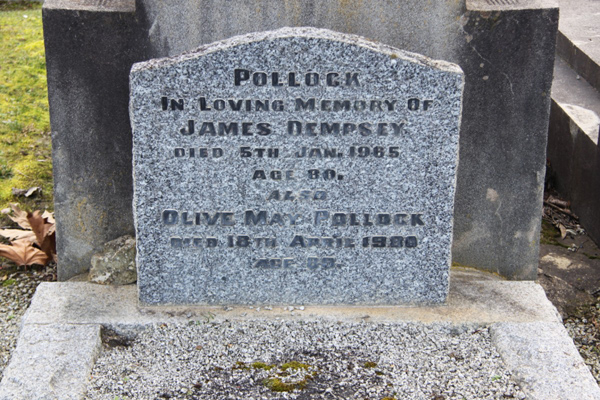 POLLOCK
IN LOVING MEMORY OF
JAMES DEMPSEY
DIED 5TH JAN. 1965
AGE 80.
ALSO
OLIVE MAY POLLOCK
DIED 18TH APRIL 1980
AGE